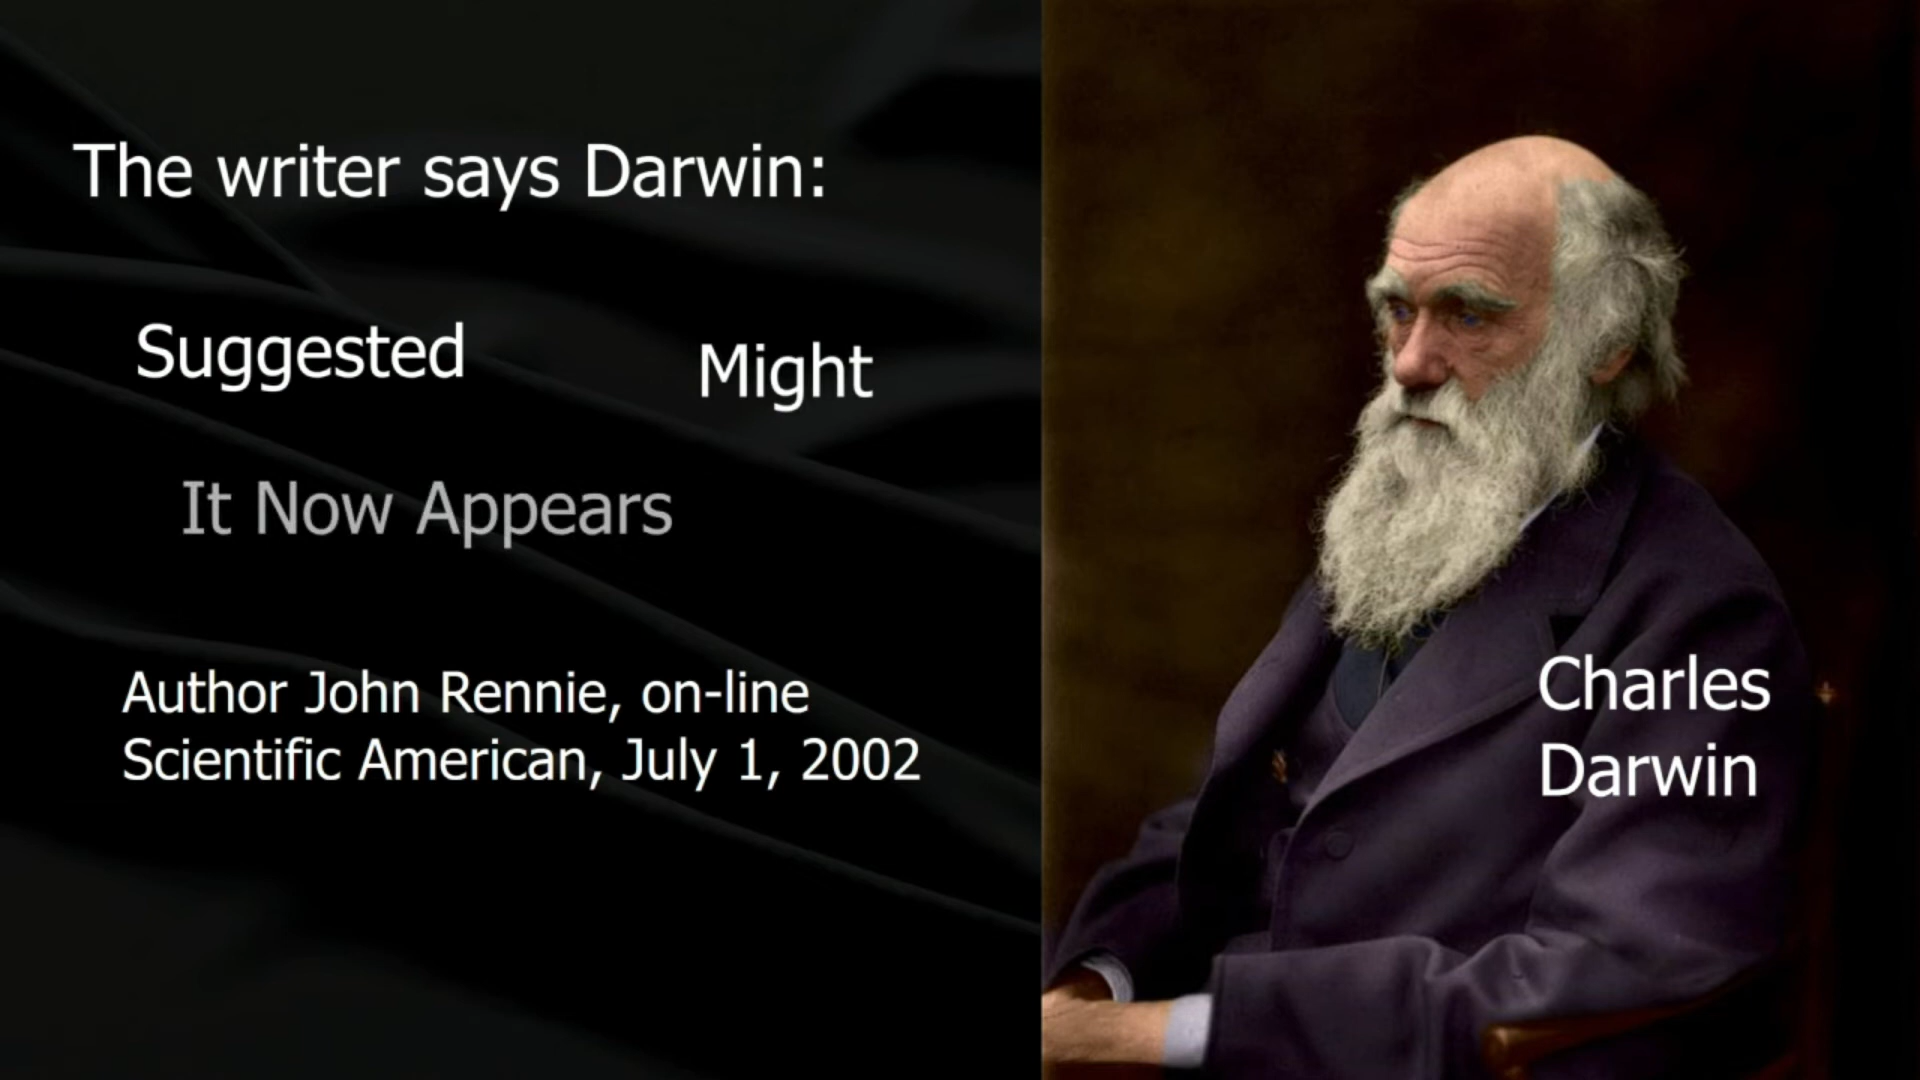 The writer says Darwin:
Suggested
Might
It Now Appears
Author John Rennie, on-line
Scientific American, July 1, 2002
Charles
Darwin